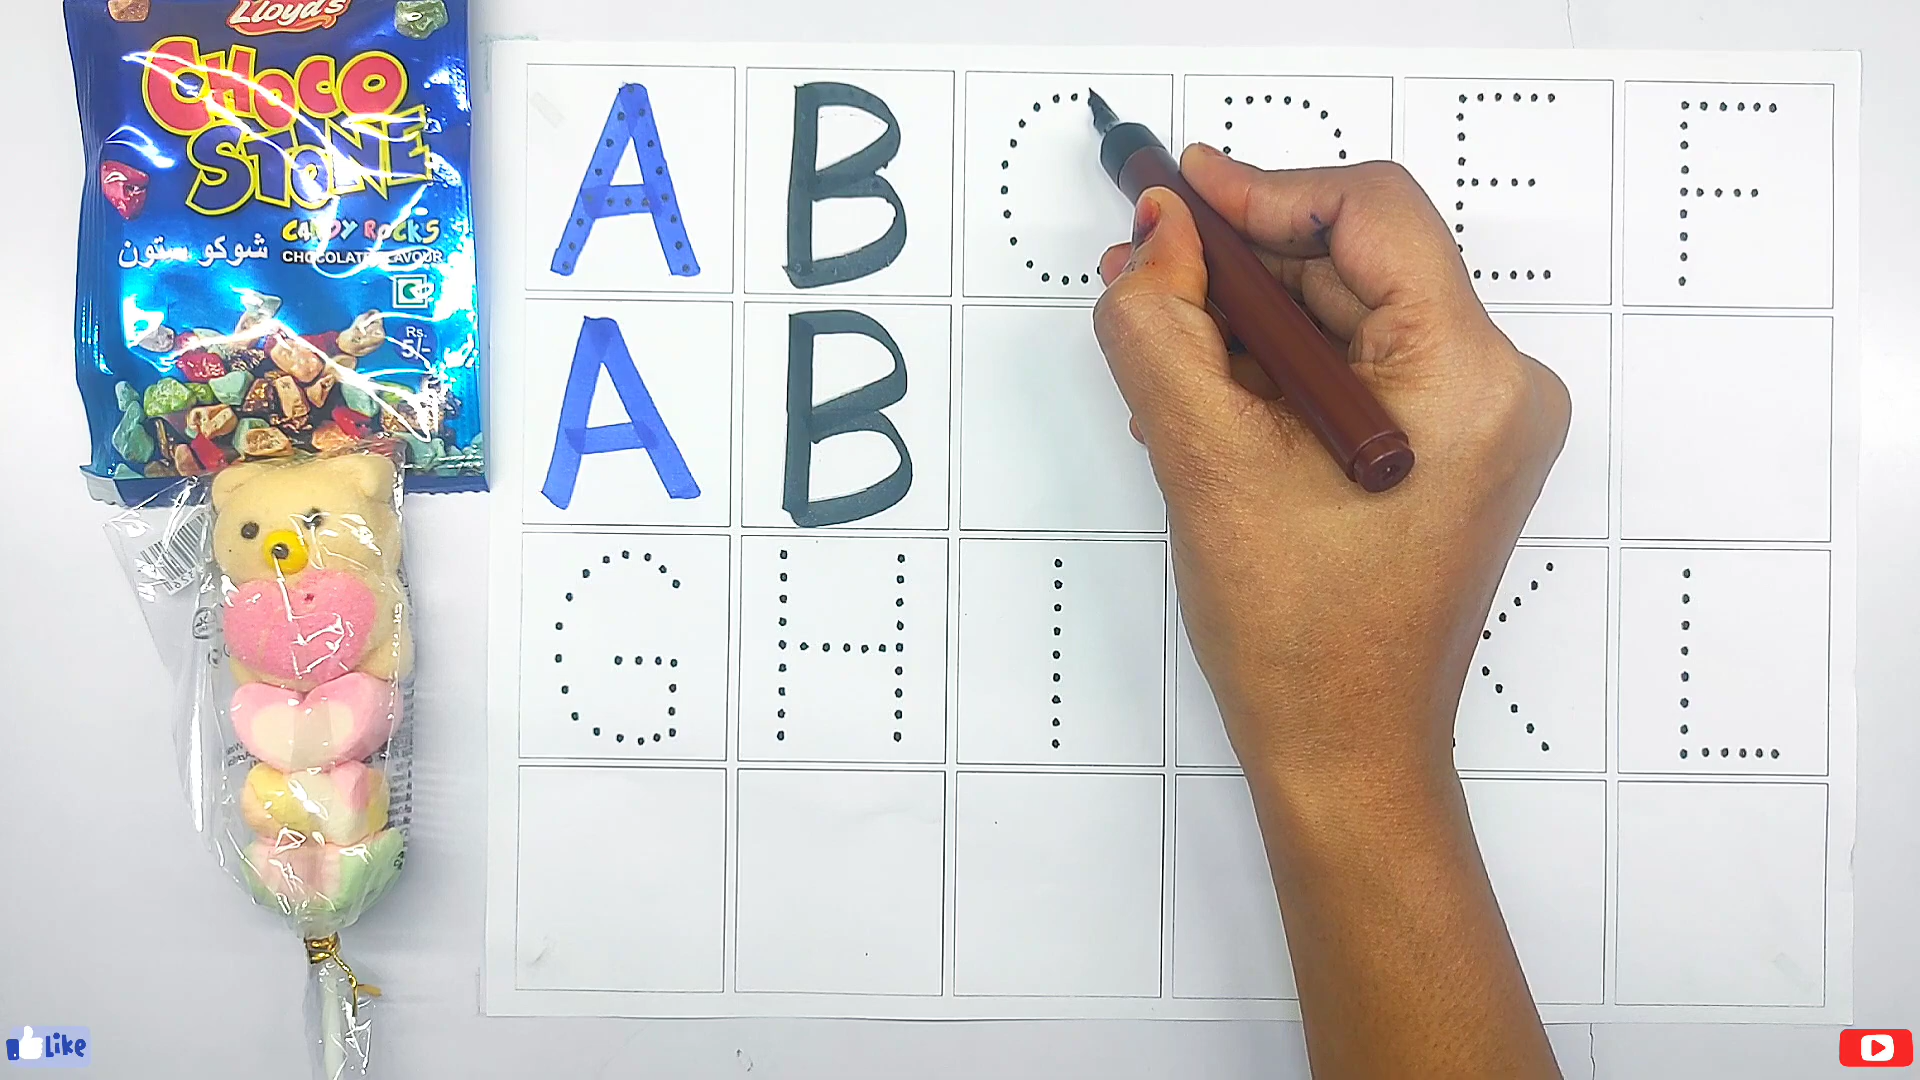 Lloyd's
CHOCO
STONE
CANDY ROCKS
شوكو ستون
CHOCOLATE FLAVOUR
Rs.
5/-
A B C D E F
A B
G H I K L
Like